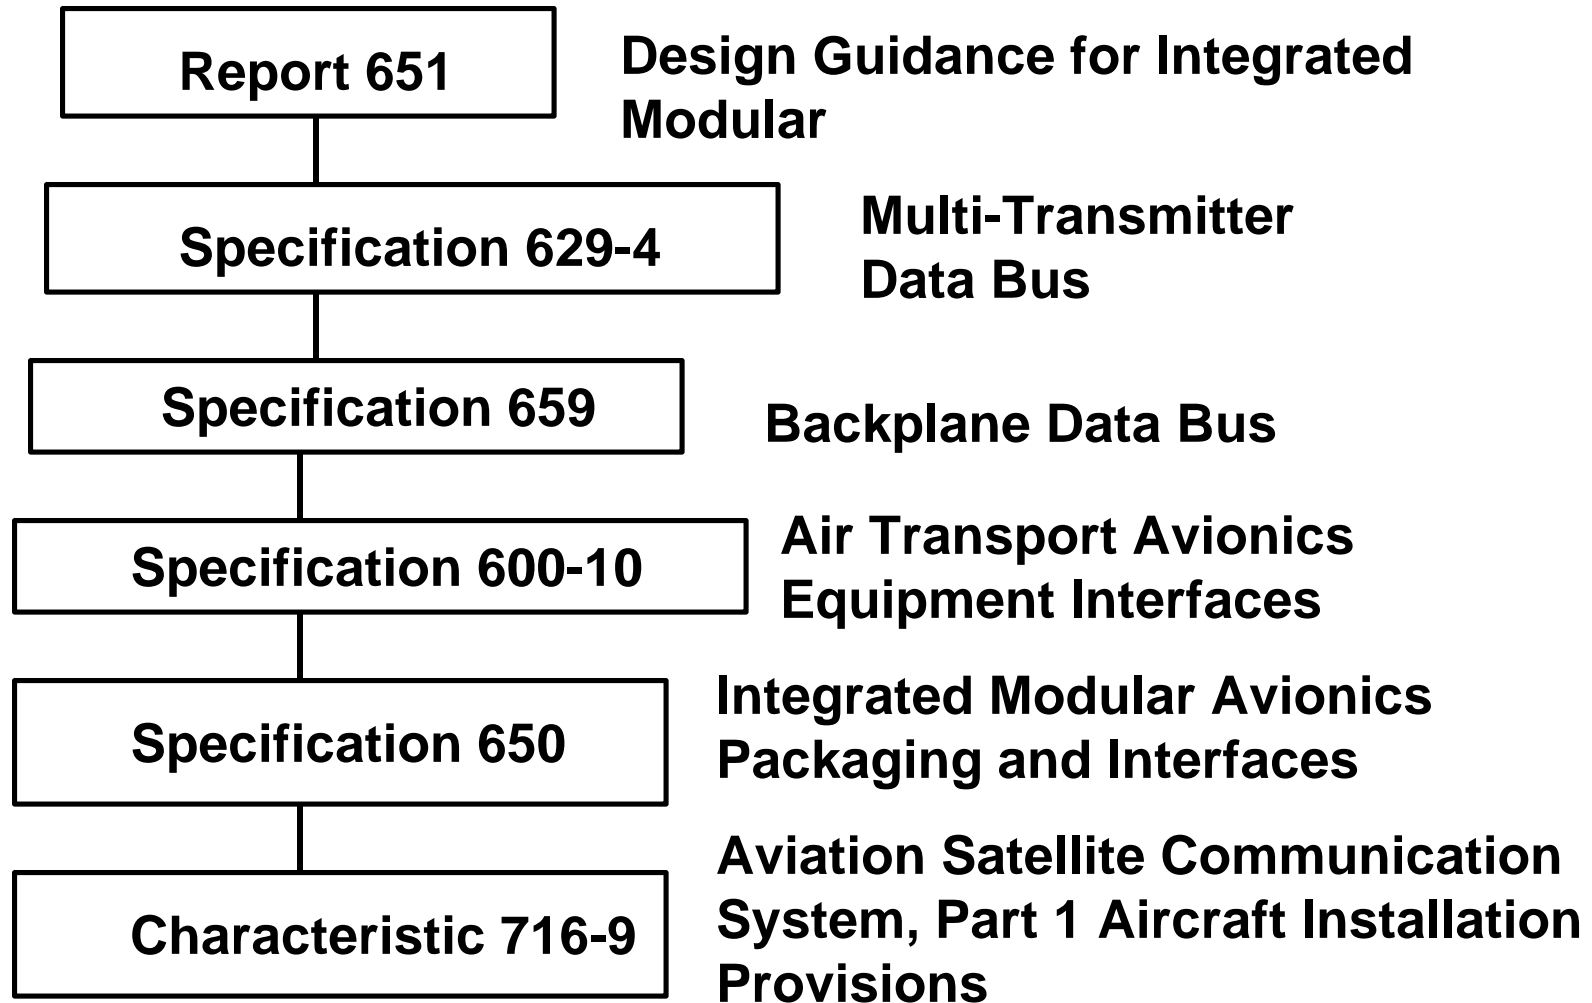 Report 651
Design Guidance for Integrated
Modular
Specification 629-4
Multi-Transmitter
Data Bus
Specification 659
Backplane Data Bus
Specification 600-10
Air Transport Avionics
Equipment Interfaces
Specification 650
Integrated Modular Avionics
Packaging and Interfaces
Characteristic 716-9
Aviation Satellite Communication
System, Part 1 Aircraft Installation
Provisions